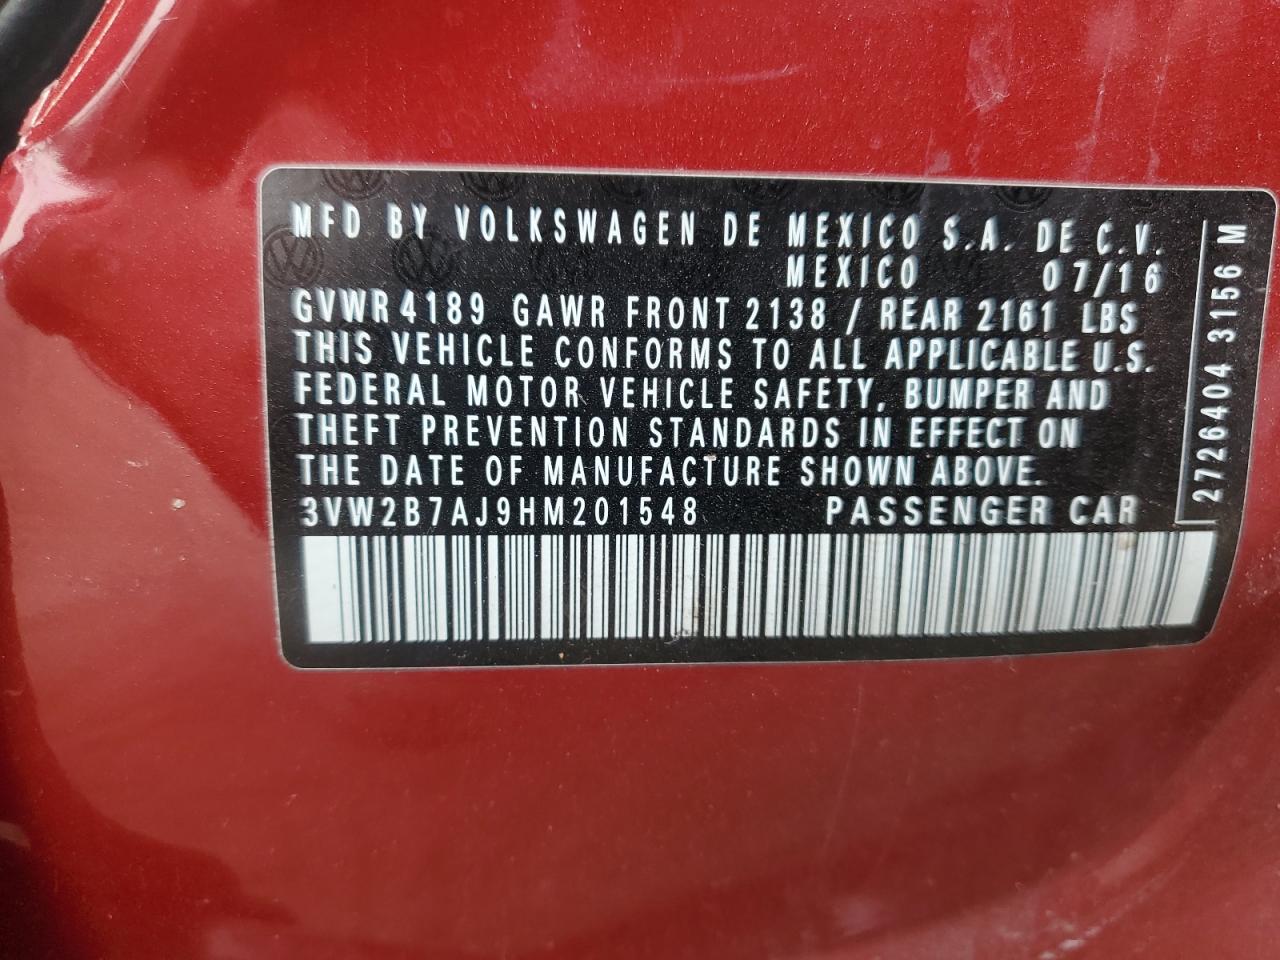 MFD BY VOLKSWAGEN DE MEXICO S.A. DE C.V.
MEXICO 07/16
GVWR 4189 GAWR FRONT 2138 / REAR 2161 LBS
THIS VEHICLE CONFORMS TO ALL APPLICABLE U.S.
FEDERAL MOTOR VEHICLE SAFETY, BUMPER AND
THEFT PREVENTION STANDARDS IN EFFECT ON
THE DATE OF MANUFACTURE SHOWN ABOVE.
3VW2B7AJ9HM201548 PASSENGER CAR
2726404 3156 M